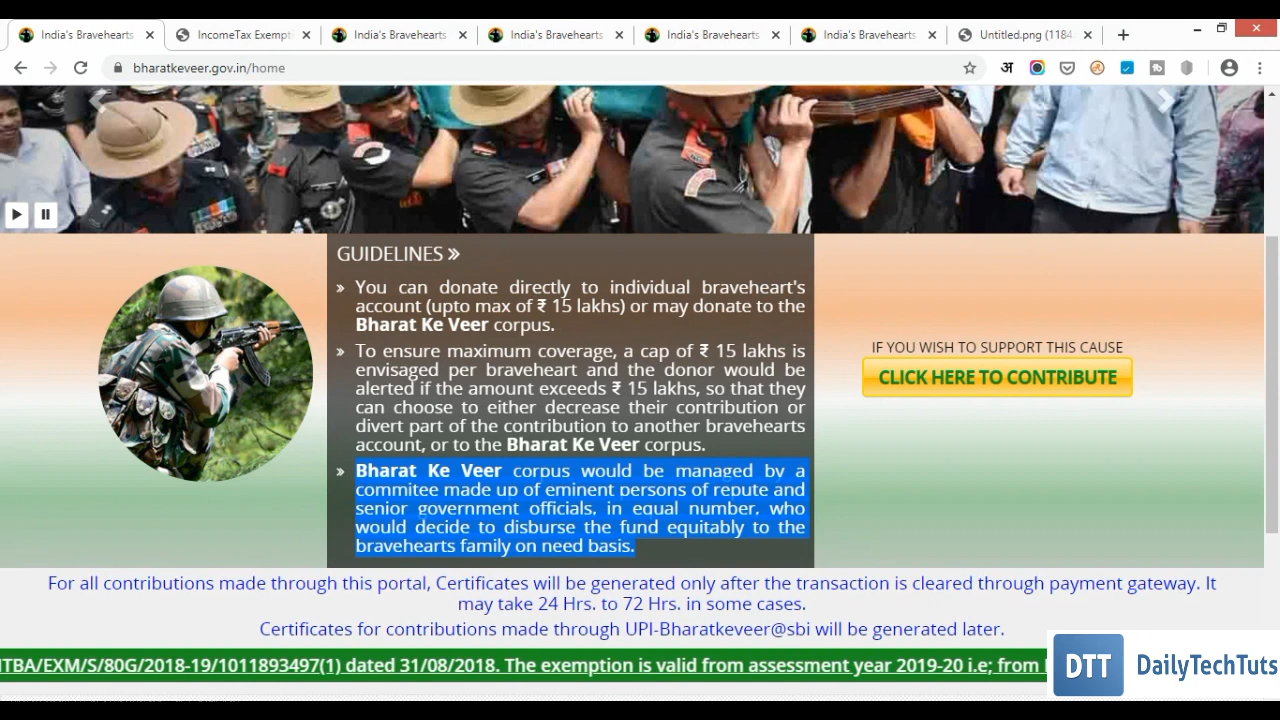 India's Bravehearts
IncomeTax Exempti
India's Bravehearts
India's Bravehearts
India's Bravehearts
India's Bravehearts
Untitled.png (1184
bharatkeveer.gov.in/home
अ
GUIDELINES »
» You can donate directly to individual braveheart's
account (upto max of ₹ 15 lakhs) or may donate to the
Bharat Ke Veer corpus.
» To ensure maximum coverage, a cap of ₹ 15 lakhs is
envisaged per braveheart and the donor would be
alerted if the amount exceeds ₹ 15 lakhs, so that they
can choose to either decrease their contribution or
divert part of the contribution to another bravehearts
account, or to the Bharat Ke Veer corpus.
» Bharat Ke Veer corpus would be managed by a
commitee made up of eminent persons of repute and
senior government officials, in equal number, who
would decide to disburse the fund equitably to the
bravehearts family on need basis.
IF YOU WISH TO SUPPORT THIS CAUSE
CLICK HERE TO CONTRIBUTE
For all contributions made through this portal, Certificates will be generated only after the transaction is cleared through payment gateway. It
may take 24 Hrs. to 72 Hrs. in some cases.
Certificates for contributions made through UPI-Bharatkeveer@sbi will be generated later.
ITBA/EXM/S/80G/2018-19/1011893497(1) dated 31/08/2018. The exemption is valid from assessment year 2019-20 i.e; from
DTT DailyTechTuts